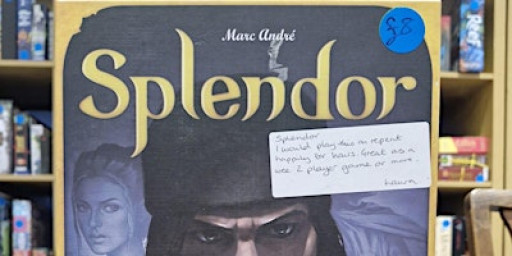 Marc André
£8
Splendor
Splendor
I would play this on repeat
happily for hours. Great as a
wee 2 player game or more.